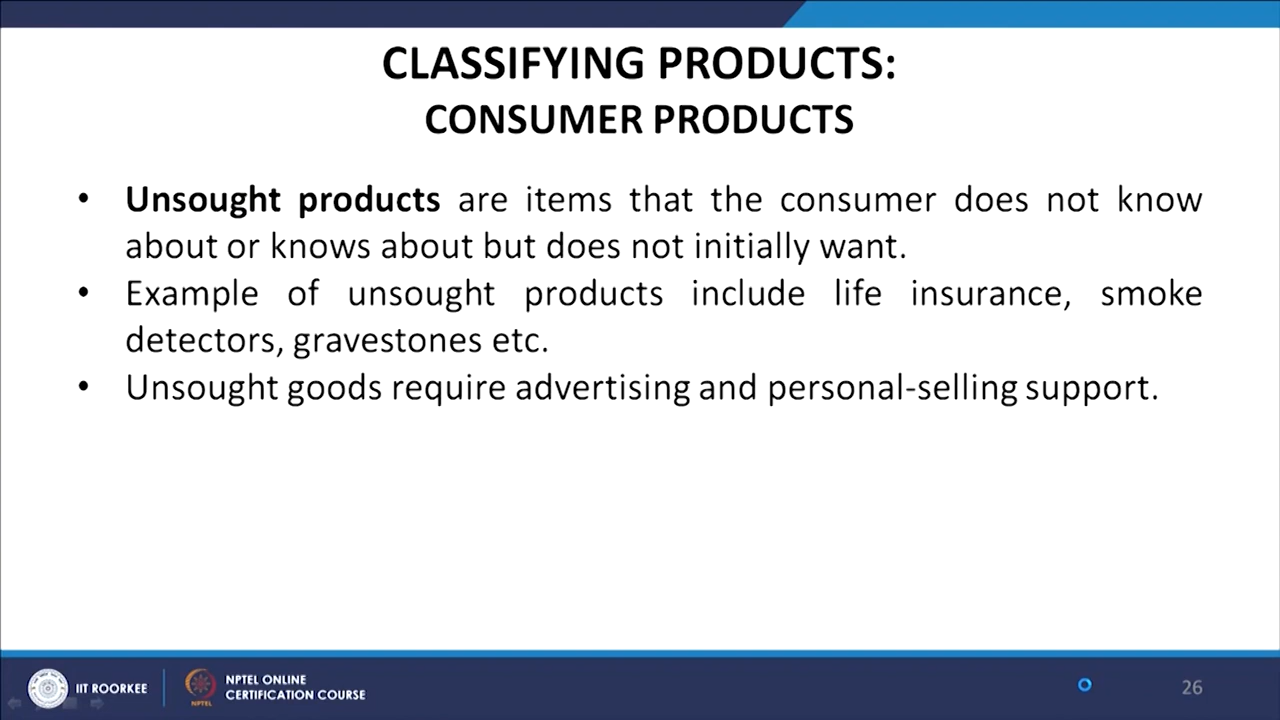 CLASSIFYING PRODUCTS:
CONSUMER PRODUCTS
• Unsought products are items that the consumer does not know
about or knows about but does not initially want.
• Example of unsought products include life insurance, smoke
detectors, gravestones etc.
• Unsought goods require advertising and personal-selling support.
IIT ROORKEE
NPTEL
NPTEL ONLINE
CERTIFICATION COURSE
26